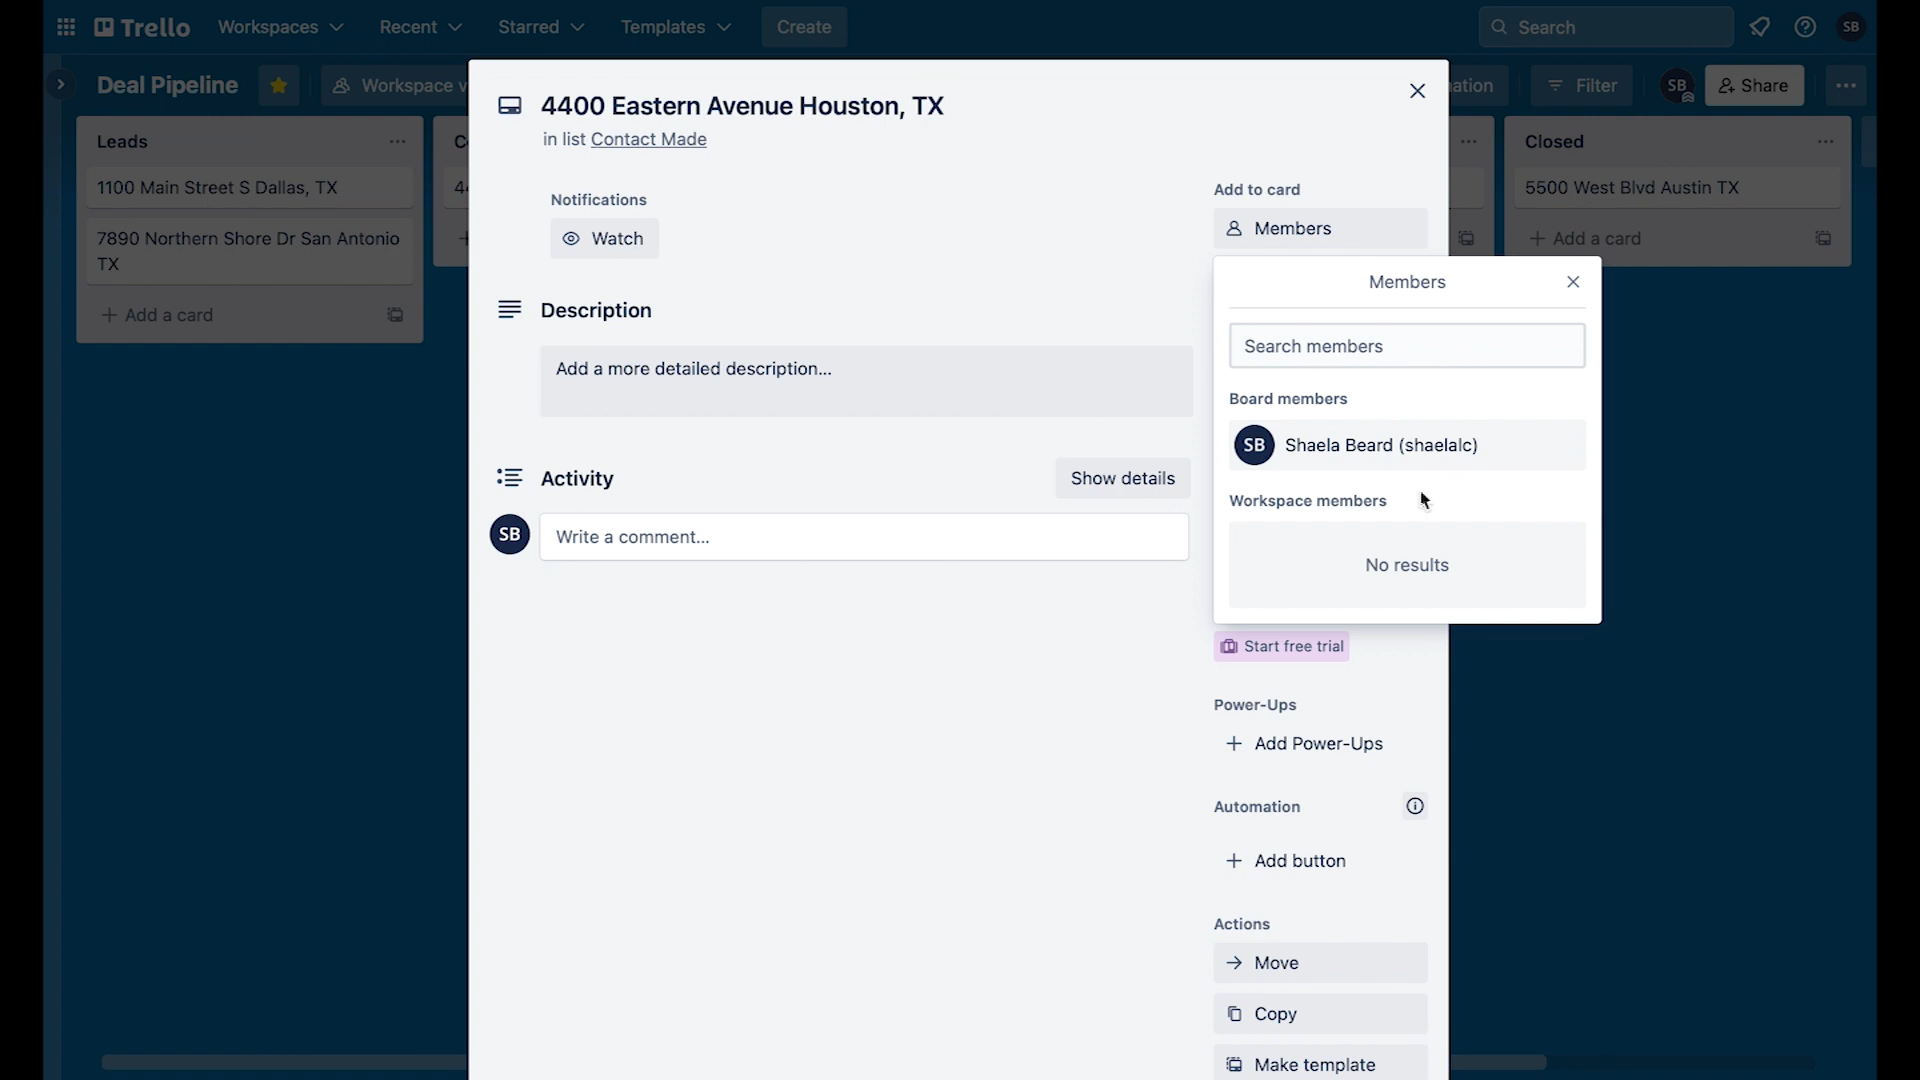 Trello
Workspaces
Recent
Starred
Templates
Create
Search
SB
Deal Pipeline
Workspace v
Filter
SB
Share
Leads
1100 Main Street S Dallas, TX
7890 Northern Shore Dr San Antonio
TX
+ Add a card
Closed
5500 West Blvd Austin TX
+ Add a card
4400 Eastern Avenue Houston, TX
in list Contact Made
Notifications
Watch
Description
Add a more detailed description...
Activity
Show details
SB
Write a comment...
Add to card
Members
Members
Search members
Board members
SB Shaela Beard (shaelalc)
Workspace members
No results
Start free trial
Power-Ups
+ Add Power-Ups
Automation
+ Add button
Actions
Move
Copy
Make template